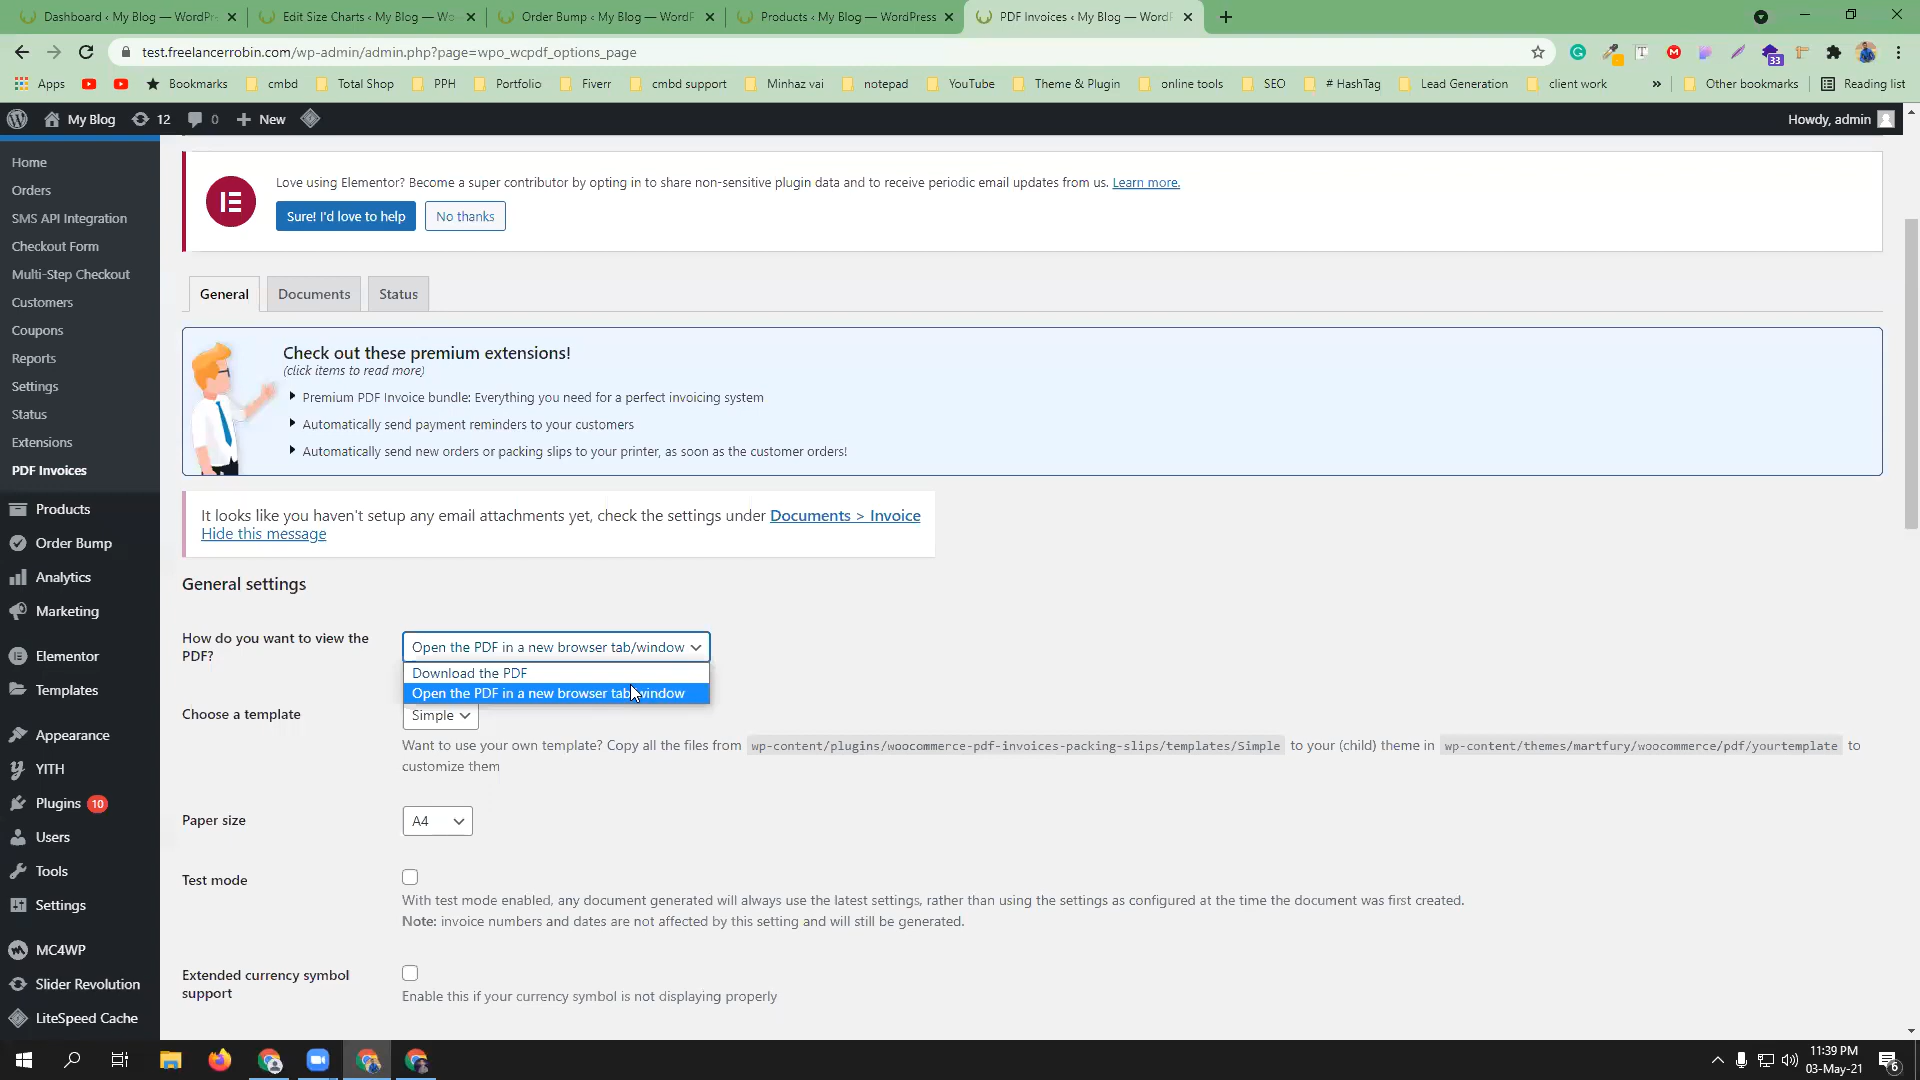 Dashboard ‹ My Blog — WordPr
Edit Size Charts ‹ My Blog — Wo
Order Bump ‹ My Blog — WordP
Products ‹ My Blog — WordPress
PDF Invoices ‹ My Blog — WordP
test.freelancerrobin.com/wp-admin/admin.php?page=wpo_wcpdf_options_page
33
Apps
Bookmarks
cmbd
Total Shop
PPH
Portfolio
Fiverr
cmbd support
Minhaz vai
notepad
YouTube
Theme & Plugin
online tools
SEO
# HashTag
Lead Generation
client work
»
Other bookmarks
Reading list
My Blog
12
0
New
Howdy, admin
Home
Orders
SMS API Integration
Checkout Form
Multi-Step Checkout
Customers
Coupons
Reports
Settings
Status
Extensions
PDF Invoices
Products
Order Bump
Analytics
Marketing
Elementor
Templates
Appearance
YITH
Plugins 10
Users
Tools
Settings
MC4WP
Slider Revolution
LiteSpeed Cache
Love using Elementor? Become a super contributor by opting in to share non-sensitive plugin data and to receive periodic email updates from us. Learn more.
Sure! I'd love to help
No thanks
General
Documents
Status
Check out these premium extensions!
(click items to read more)
Premium PDF Invoice bundle: Everything you need for a perfect invoicing system
Automatically send payment reminders to your customers
Automatically send new orders or packing slips to your printer, as soon as the customer orders!
It looks like you haven't setup any email attachments yet, check the settings under Documents > Invoice
Hide this message
General settings
How do you want to view the
PDF?
Open the PDF in a new browser tab/window
Download the PDF
Open the PDF in a new browser tab/window
Choose a template
Simple
Want to use your own template? Copy all the files from wp-content/plugins/woocommerce-pdf-invoices-packing-slips/templates/Simple to your (child) theme in wp-content/themes/martfury/woocommerce/pdf/yourtemplate to
customize them
Paper size
A4
Test mode
With test mode enabled, any document generated will always use the latest settings, rather than using the settings as configured at the time the document was first created.
Note: invoice numbers and dates are not affected by this setting and will still be generated.
Extended currency symbol
support
Enable this if your currency symbol is not displaying properly
11:39 PM
03-May-21
6